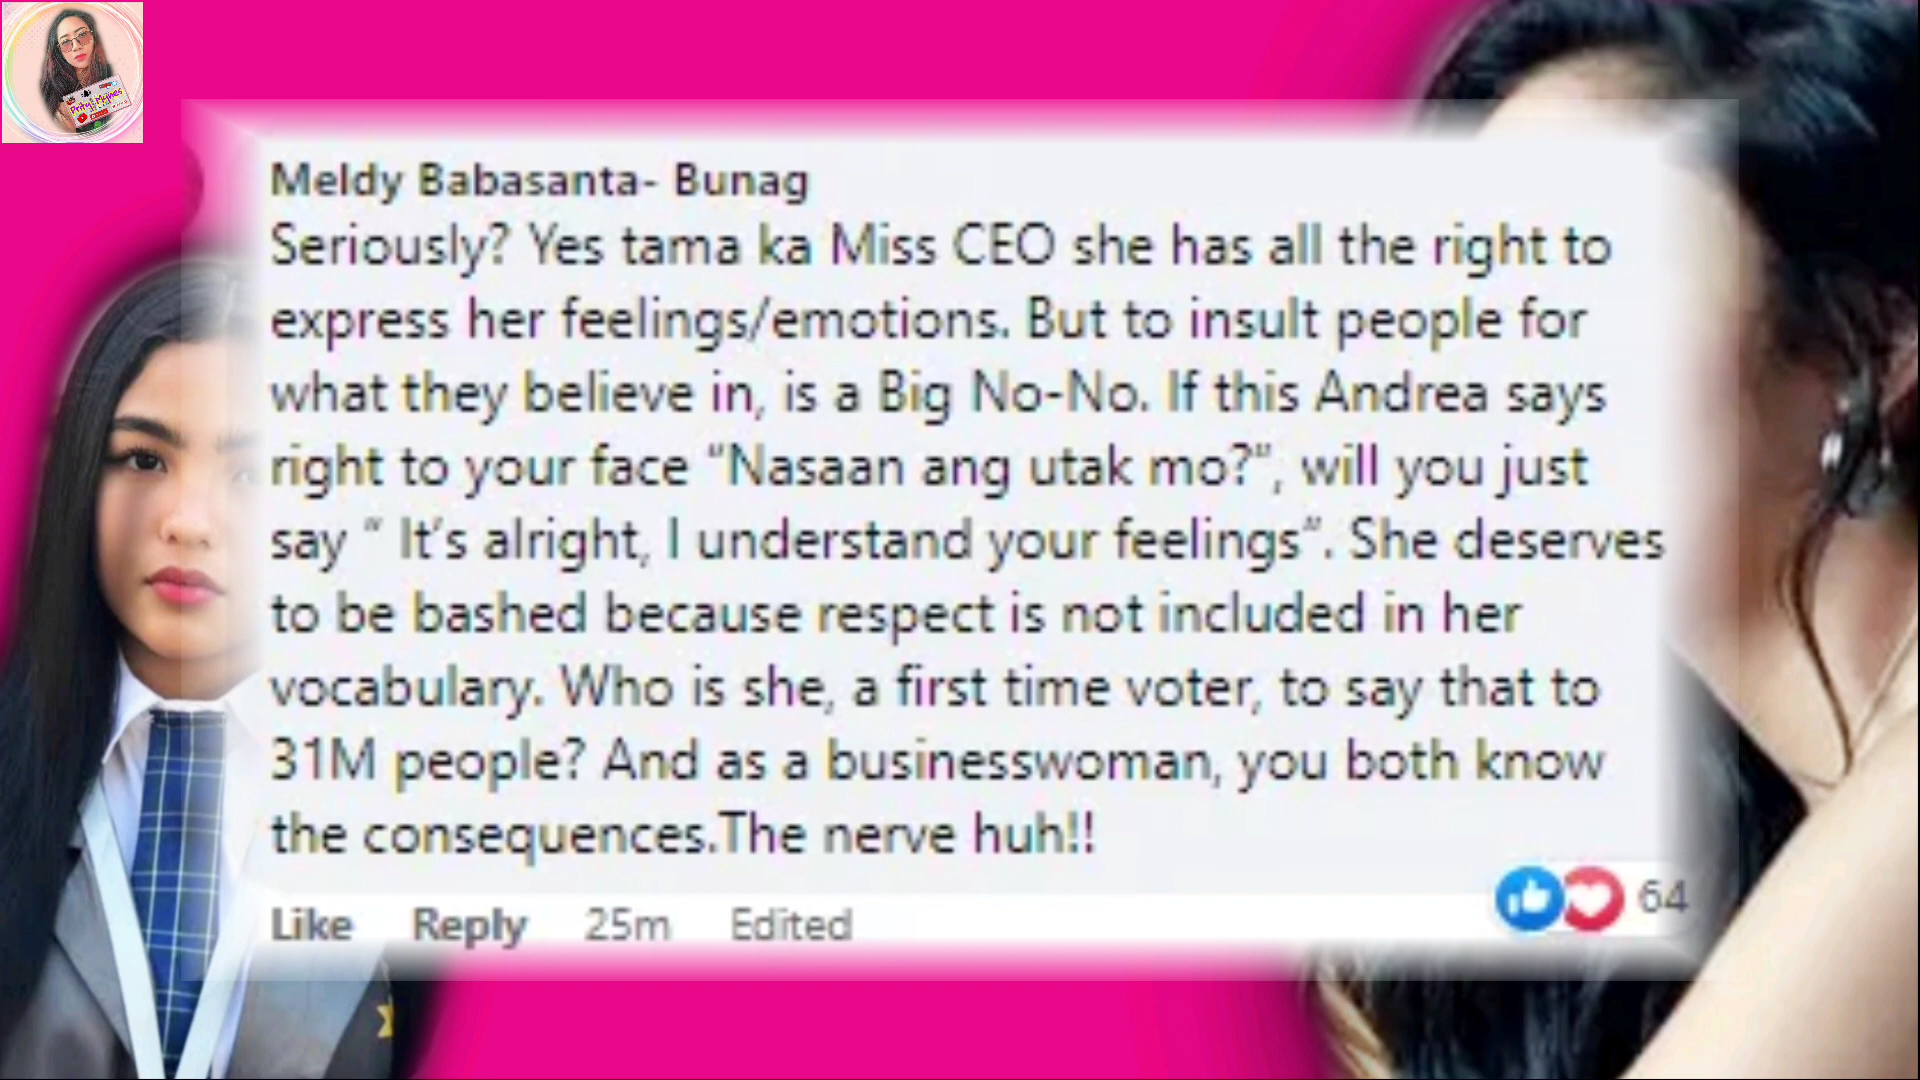 Meldy Babasanta- Bunag
Seriously? Yes tama ka Miss CEO she has all the right to
express her feelings/emotions. But to insult people for
what they believe in, is a Big No-No. If this Andrea says
right to your face “Nasaan ang utak mo?”, will you just
say “ It’s alright, I understand your feelings”. She deserves
to be bashed because respect is not included in her
vocabulary. Who is she, a first time voter, to say that to
31M people? And as a businesswoman, you both know
the consequences.The nerve huh!!
64
Like Reply 25m Edited